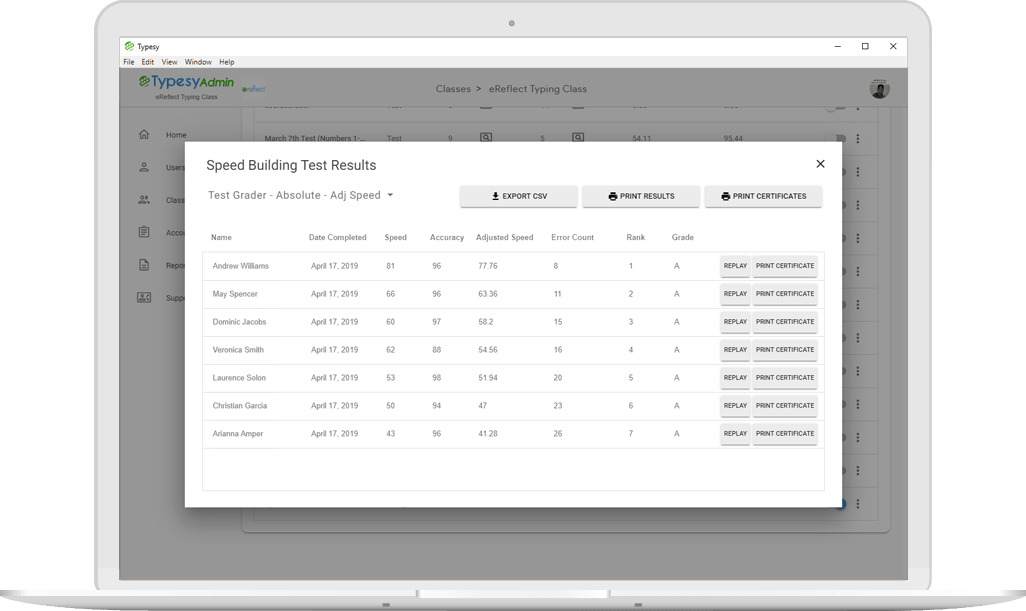 Typesy
File Edit View Window Help
TypesyAdmin
eReflect Typing Class
eReflect
Classes > eReflect Typing Class
Home
March 7th Test (Numbers 1-... Test 9 5 54.11 95.44
Users
Class
Accou
Repo
Suppo
Speed Building Test Results
Test Grader - Absolute - Adj Speed
EXPORT CSV
PRINT RESULTS
PRINT CERTIFICATES
Name Date Completed Speed Accuracy Adjusted Speed Error Count Rank Grade
Andrew Williams April 17, 2019 81 96 77.76 8 1 A REPLAY PRINT CERTIFICATE
May Spencer April 17, 2019 66 96 63.36 11 2 A REPLAY PRINT CERTIFICATE
Dominic Jacobs April 17, 2019 60 97 58.2 15 3 A REPLAY PRINT CERTIFICATE
Veronica Smith April 17, 2019 62 88 54.56 16 4 A REPLAY PRINT CERTIFICATE
Laurence Solon April 17, 2019 53 98 51.94 20 5 A REPLAY PRINT CERTIFICATE
Christian Garcia April 17, 2019 50 94 47 23 6 A REPLAY PRINT CERTIFICATE
Arianna Amper April 17, 2019 43 96 41.28 26 7 A REPLAY PRINT CERTIFICATE